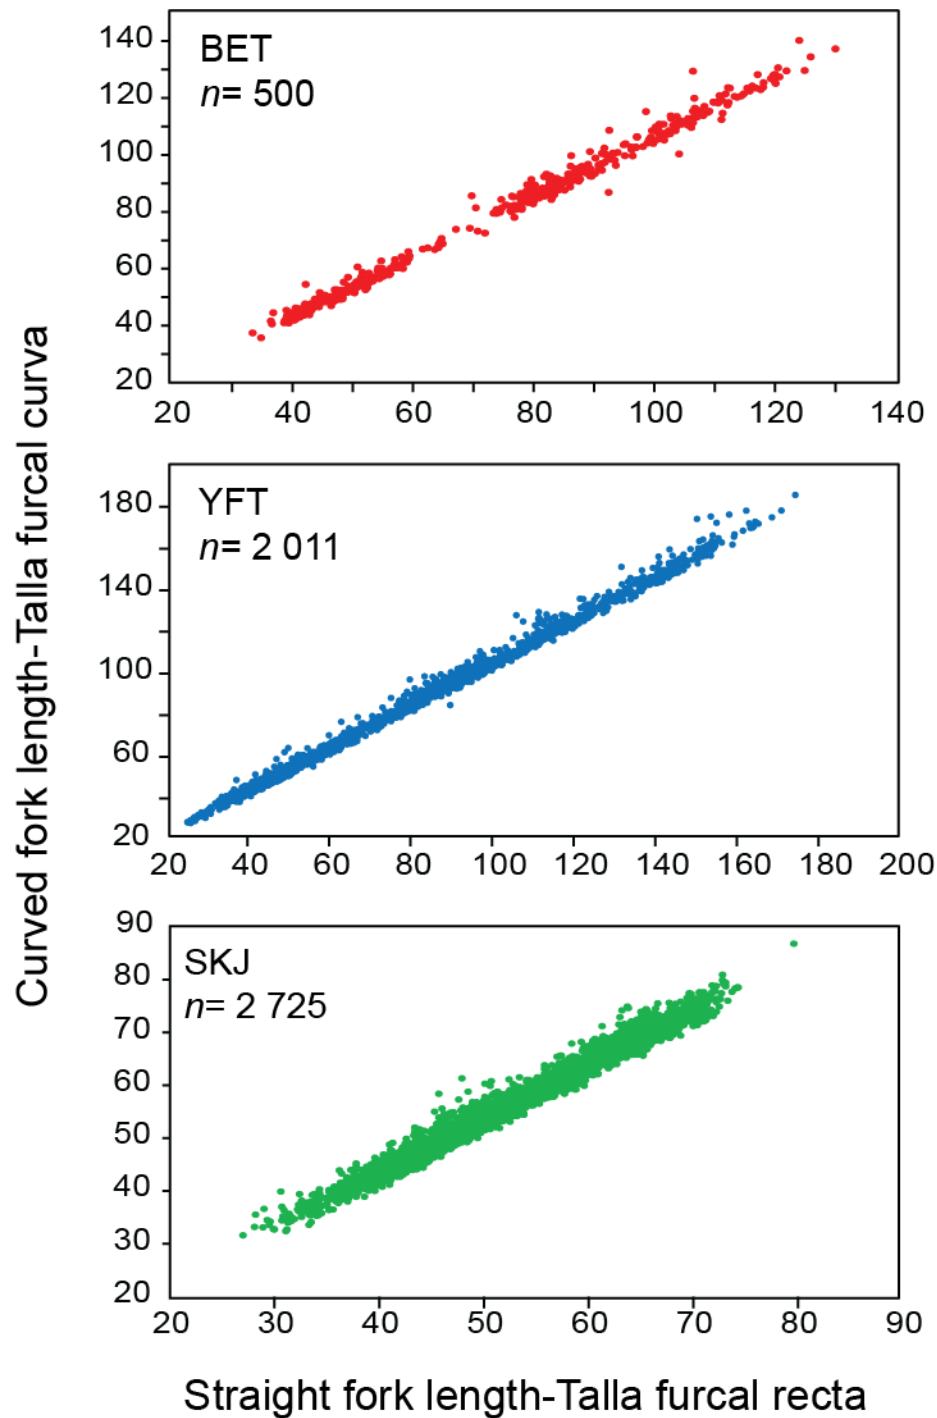 Curved fork length-Talla furcal curva
BET
n= 500
140
120
100
80
60
40
20
20 40 60 80 100 120 140
YFT
n= 2 011
180
140
100
60
20
20 40 60 80 100 120 140 160 180 200
SKJ
n= 2 725
90
80
70
60
50
40
30
20
20 30 40 50 60 70 80 90
Straight fork length-Talla furcal recta